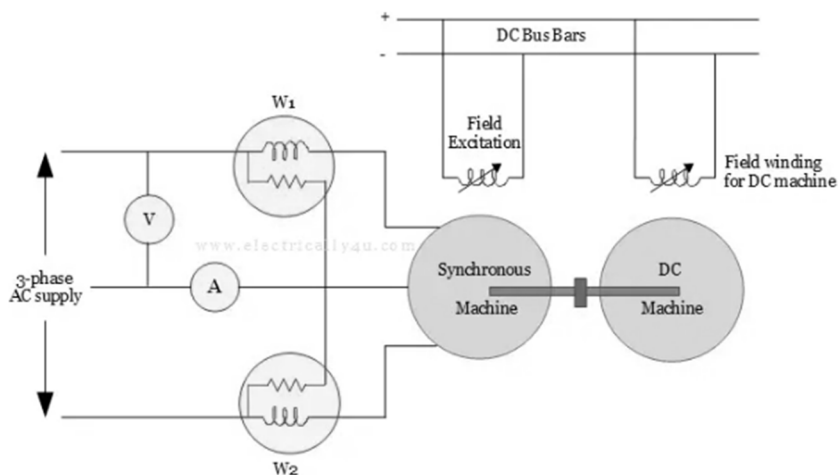 +
DC Bus Bars
-
W1
Field
Excitation
Field winding
for DC machine
V
www.electrically4u.com
3-phase
AC supply
A
Synchronous
Machine
DC
Machine
W2